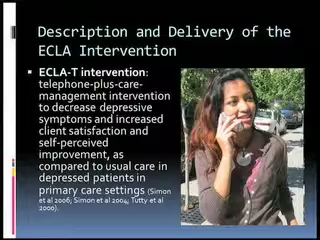 Description and Delivery of the
ECLA Intervention
ECLA-T intervention:
telephone-plus-care-
management intervention
to decrease depressive
symptoms and increased
client satisfaction and
self-perceived
improvement, as
compared to usual care in
depressed patients in
primary care settings (Simon
et al 2006; Simon et al 2004; Tutty et al
2000).